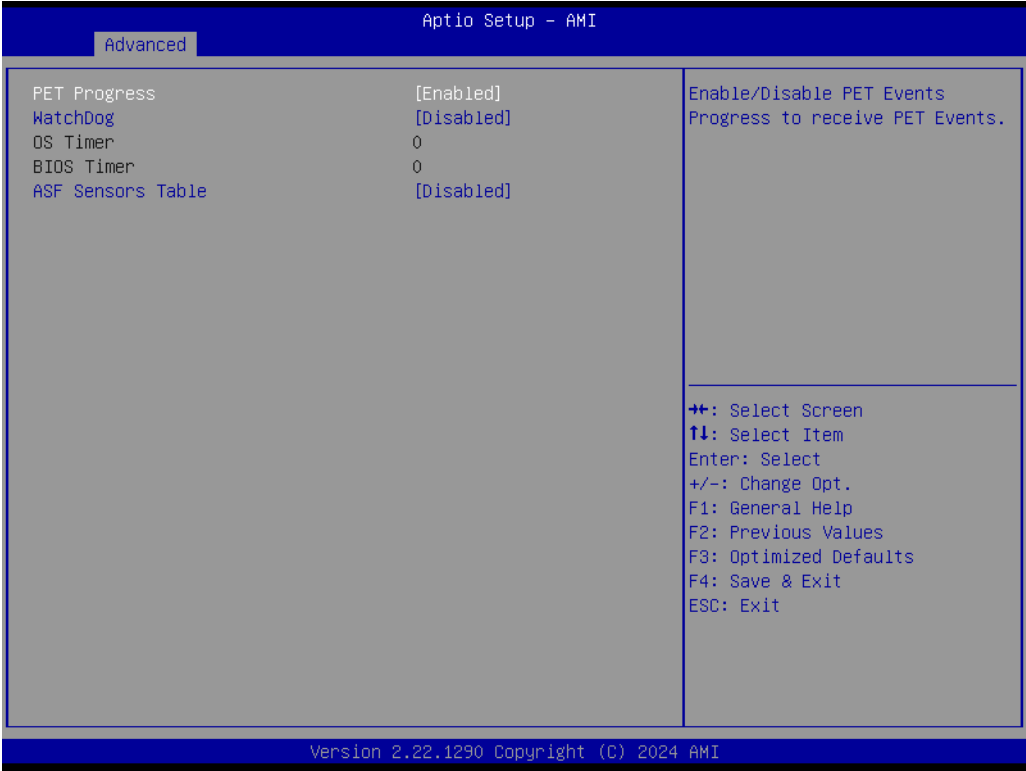 Aptio Setup - AMI
Advanced
PET Progress [Enabled]
WatchDog [Disabled]
OS Timer 0
BIOS Timer 0
ASF Sensors Table [Disabled]
Enable/Disable PET Events
Progress to receive PET Events.
→←: Select Screen
↑↓: Select Item
Enter: Select
+/-: Change Opt.
F1: General Help
F2: Previous Values
F3: Optimized Defaults
F4: Save & Exit
ESC: Exit
Version 2.22.1290 Copyright (C) 2024 AMI